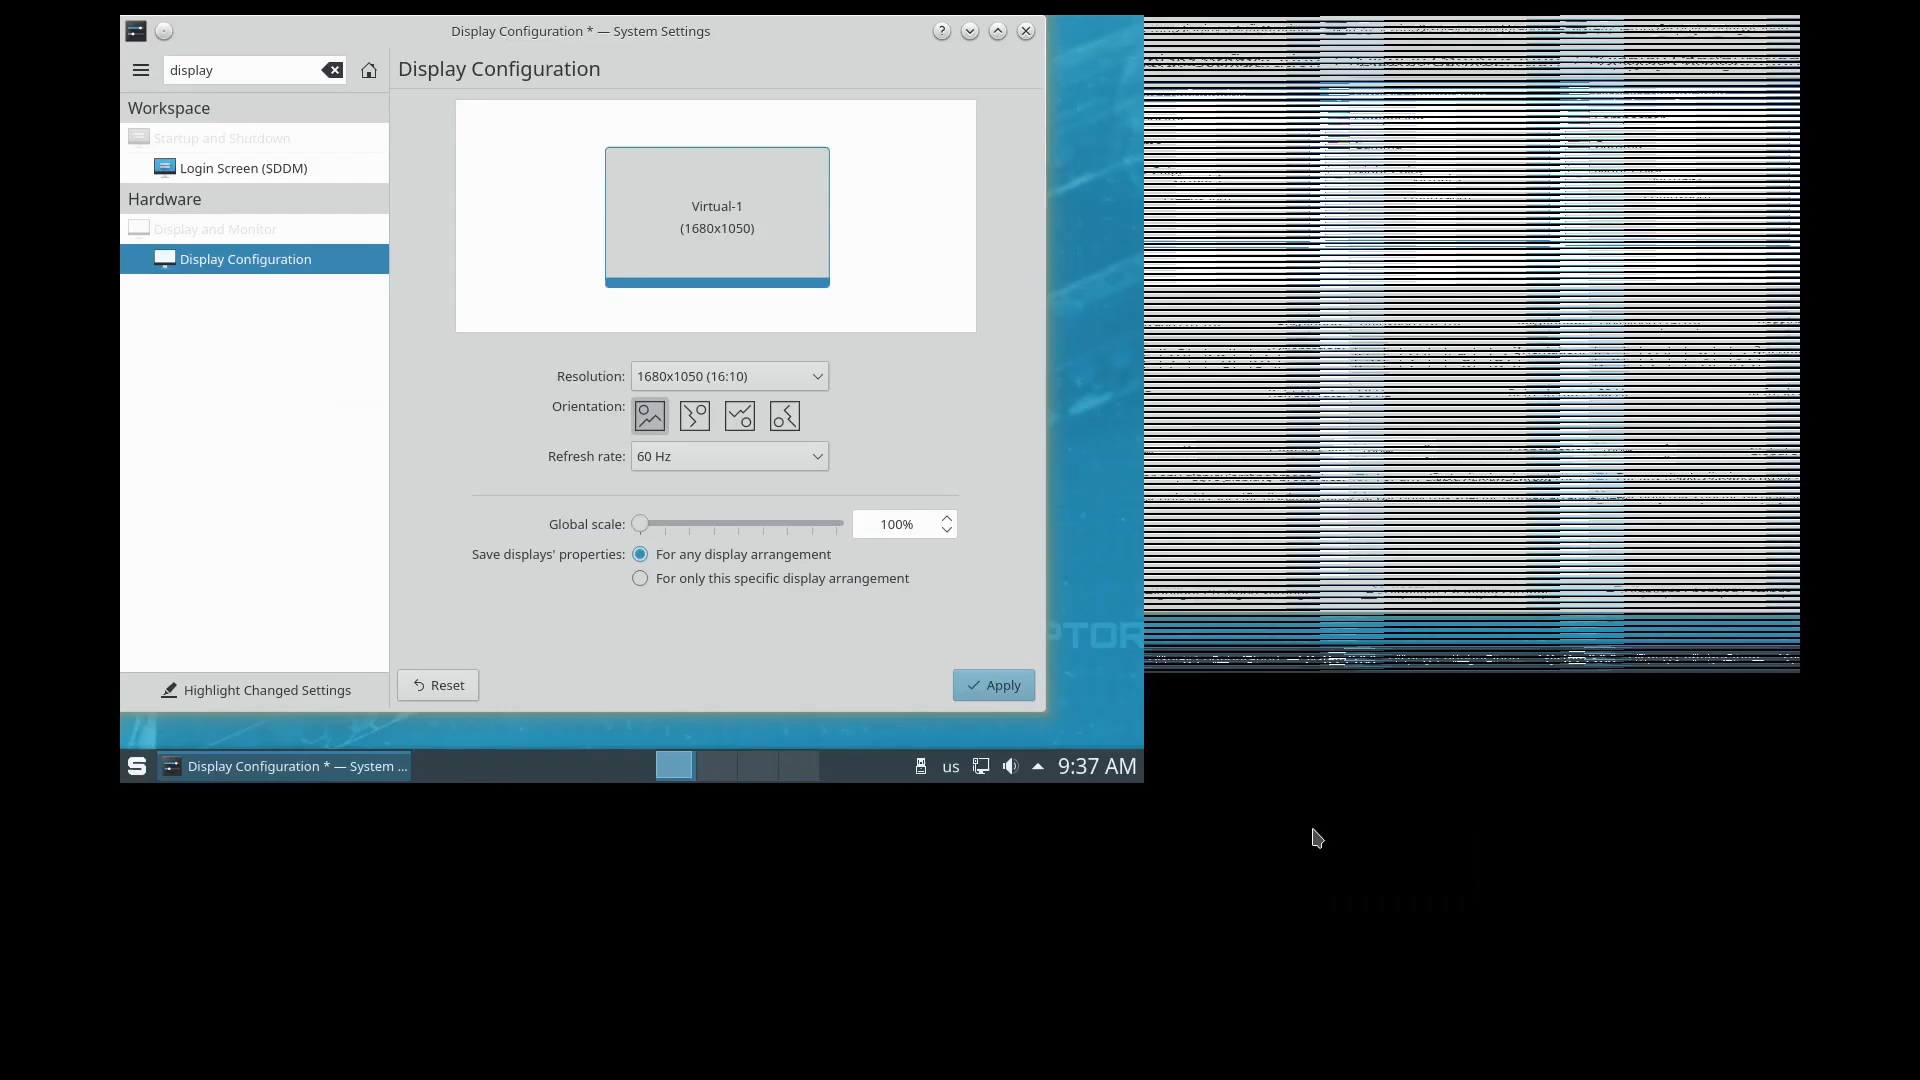 Display Configuration * — System Settings
display
Display Configuration
Workspace
Startup and Shutdown
Login Screen (SDDM)
Hardware
Display and Monitor
Display Configuration
Virtual-1
(1680x1050)
Resolution: 1680x1050 (16:10)
Orientation:
Refresh rate: 60 Hz
Global scale: 100%
Save displays' properties: For any display arrangement
For only this specific display arrangement
PTOR
Highlight Changed Settings
Reset
Apply
Display Configuration * — System ...
us
9:37 AM